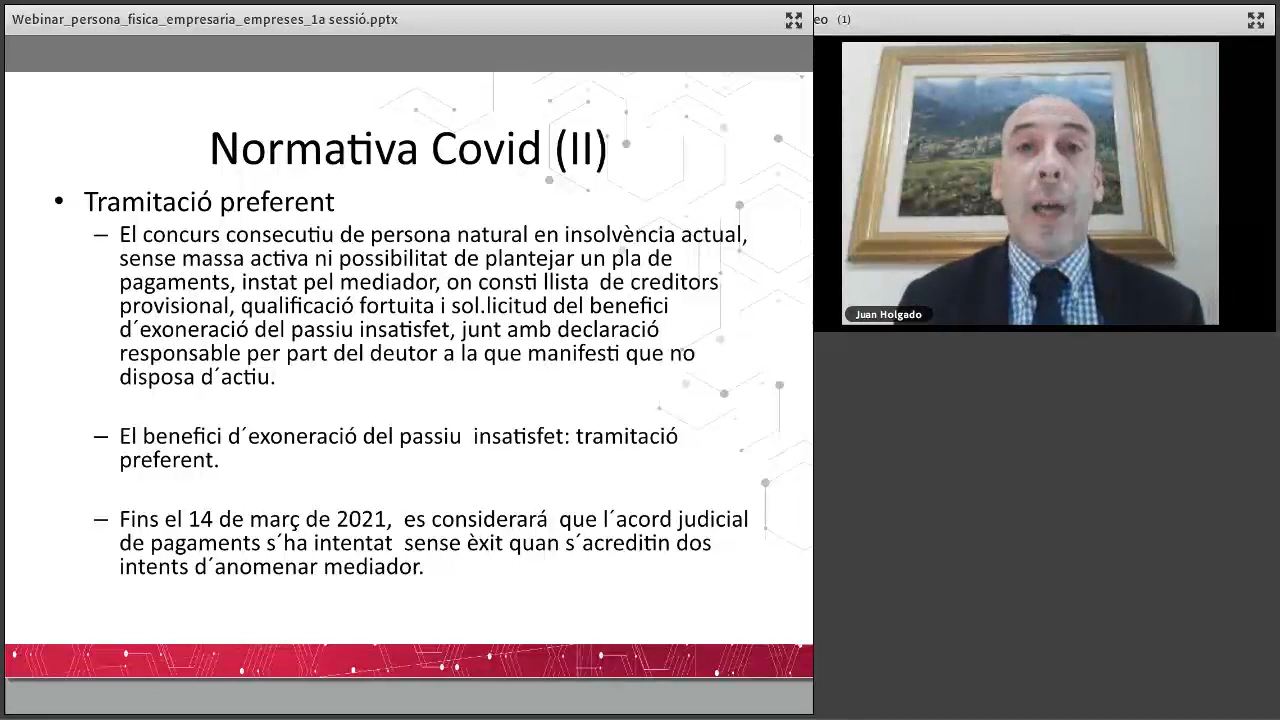 Webinar_persona_fisica_empresaria_empreses_1a sessió.pptx
eo (1)
Normativa Covid (II)
• Tramitació preferent
– El concurs consecutiu de persona natural en insolvència actual,
sense massa activa ni possibilitat de plantejar un pla de
pagaments, instat pel mediador, on consti llista de creditors
provisional, qualificació fortuita i sol.licitud del benefici
d´exoneració del passiu insatisfet, junt amb declaració
responsable per part del deutor a la que manifesti que no
disposa d´actiu.
– El benefici d´exoneració del passiu insatisfet: tramitació
preferent.
– Fins el 14 de març de 2021, es considerará que l´acord judicial
de pagaments s´ha intentat sense èxit quan s´acreditin dos
intents d´anomenar mediador.
Juan Holgado